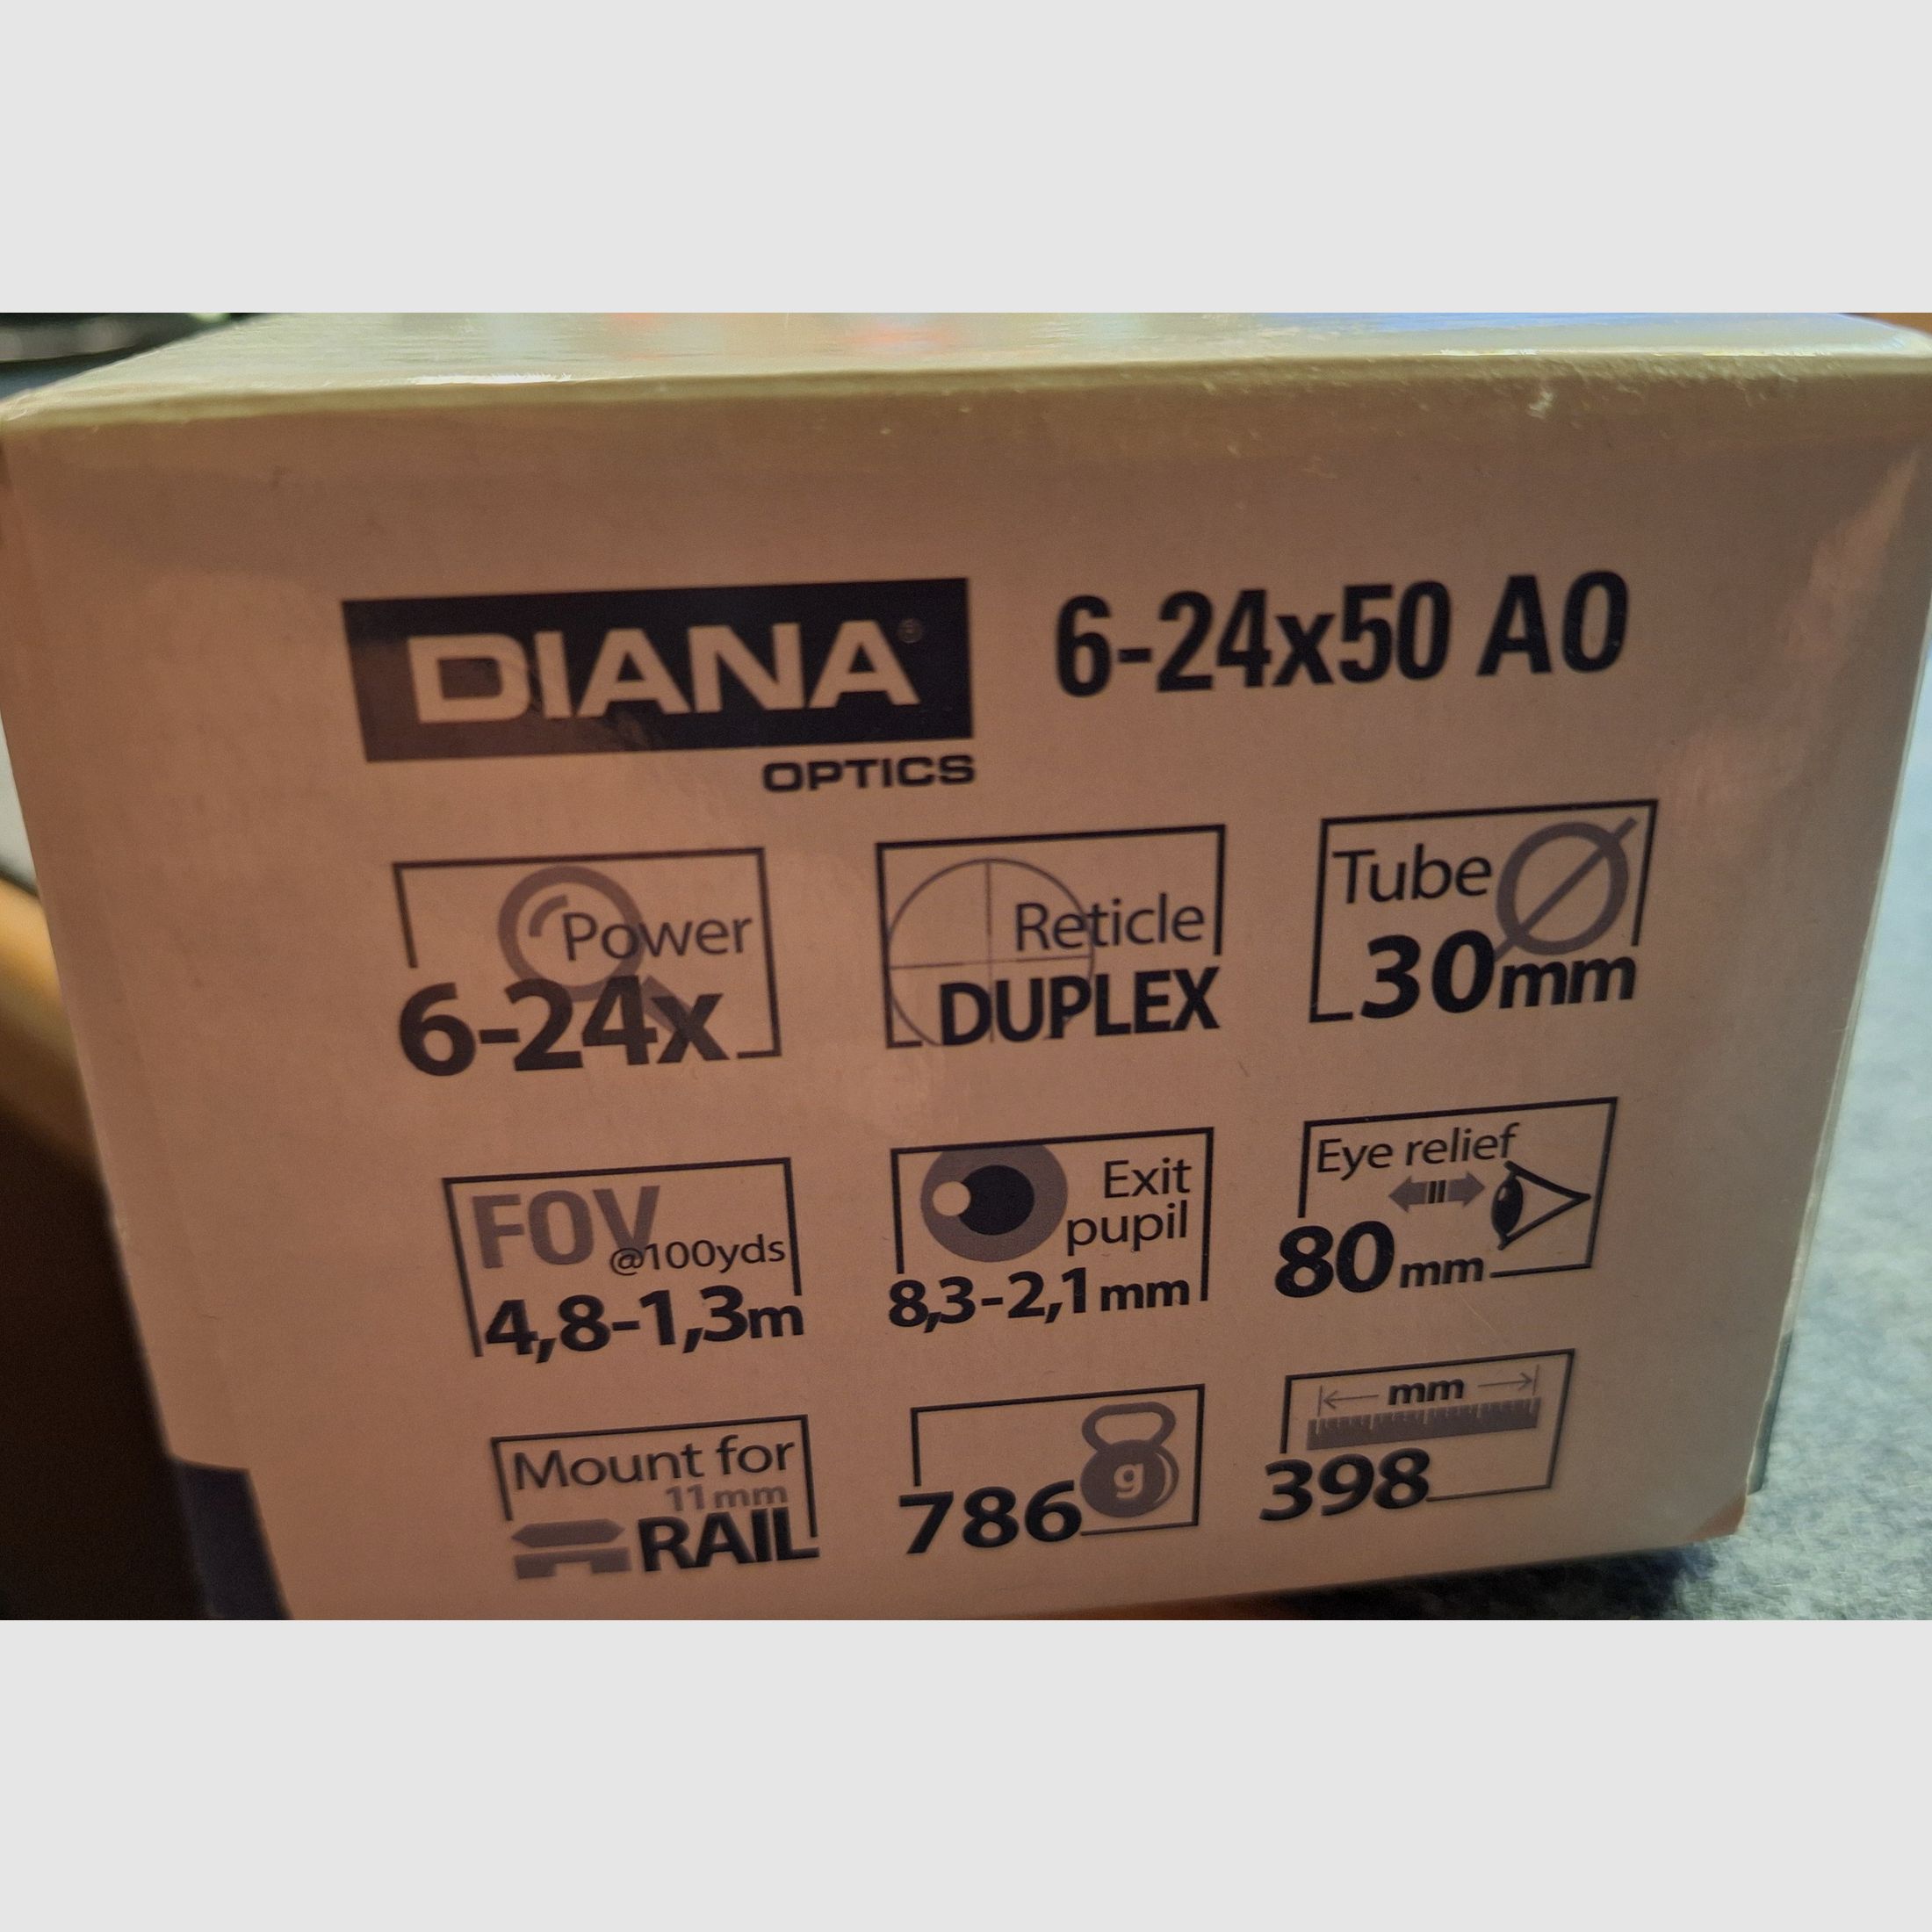 DIANA®
OPTICS
6-24x50 AO
Power
6-24x
Reticle
DUPLEX
Tube
30mm
FOV
@100yds
4,8-1,3m
Exit
pupil
8,3-2,1mm
Eye relief
80mm
Mount for
11mm
RAIL
786 g
mm
398